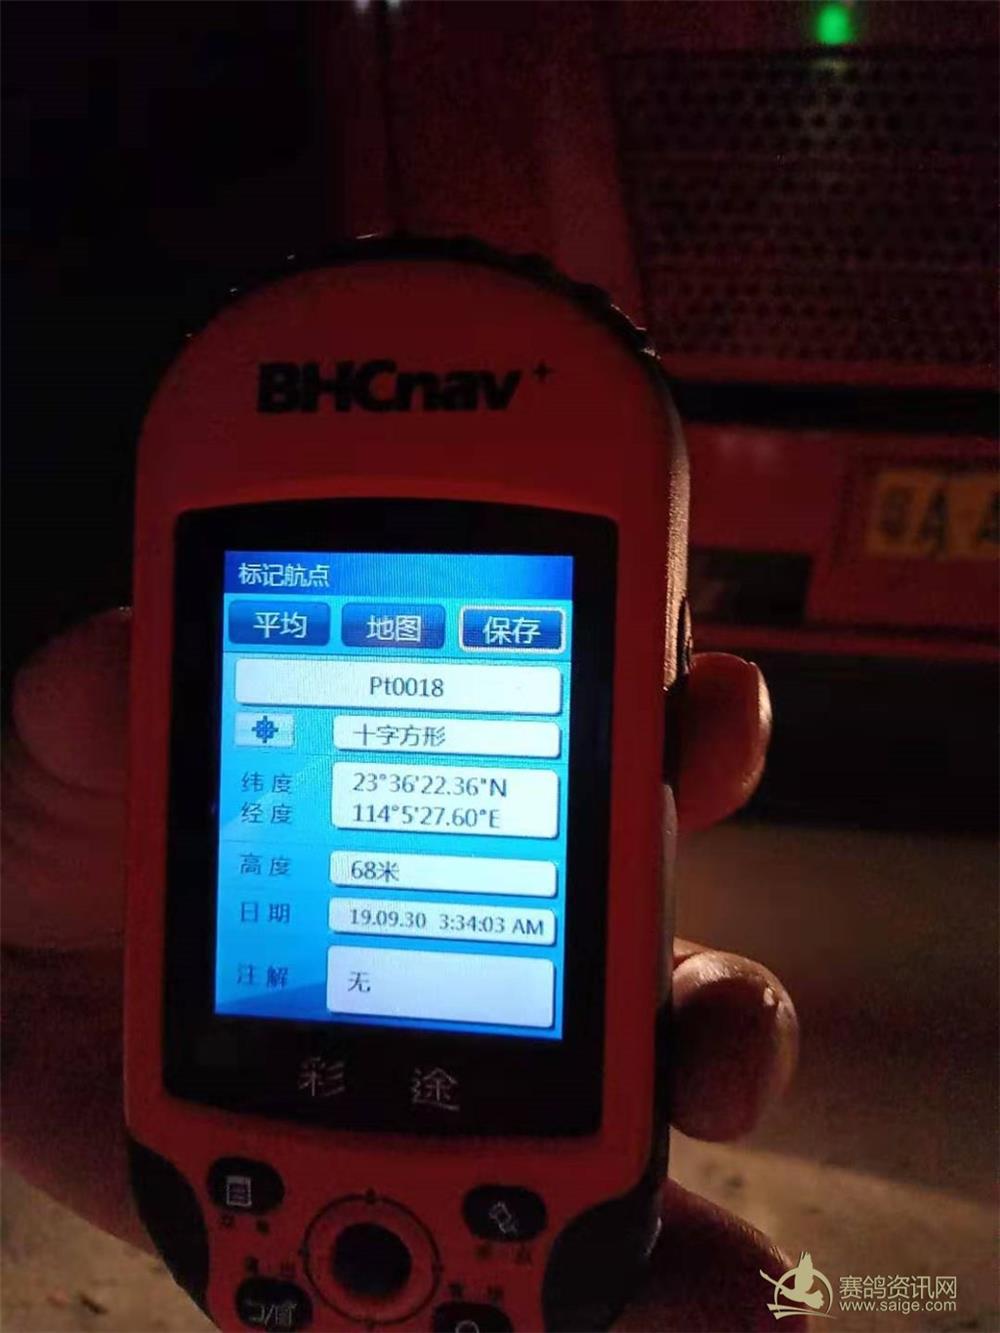 BHCnav+
标记航点
平均 地图 保存
Pt0018
十字方形
纬度 23°36'22.36"N
经度 114°5'27.60"E
高度 68米
日期 19.09.30 3:34:03 AM
注解 无
彩途
赛鸽资讯网
www.saige.com